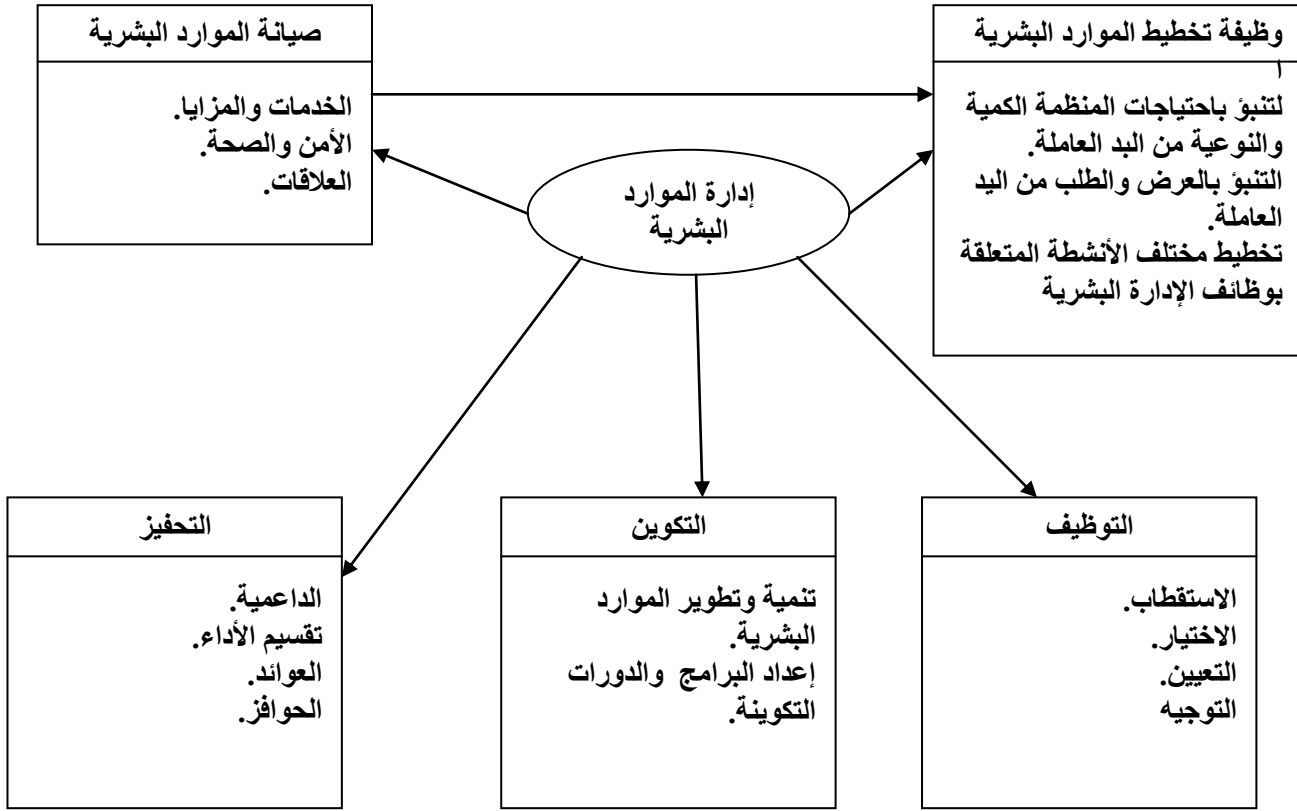 وظيفة تخطيط الموارد البشرية
ا
لتنبؤ باحتياجات المنظمة الكمية
والنوعية من البد العاملة.
التنبؤ بالعرض والطلب من اليد
العاملة.
تخطيط مختلف الأنشطة المتعلقة
بوظائف الإدارة البشرية
صيانة الموارد البشرية
الخدمات والمزايا.
الأمن والصحة.
العلاقات.
إدارة الموارد
البشرية
التوظيف
الاستقطاب.
الاختيار.
التعيين.
التوجيه
التكوين
تنمية وتطوير الموارد
البشرية.
إعداد البرامج والدورات
التكوينة.
التحفيز
الداعمية.
تقسيم الأداء.
العوائد.
الحوافز.